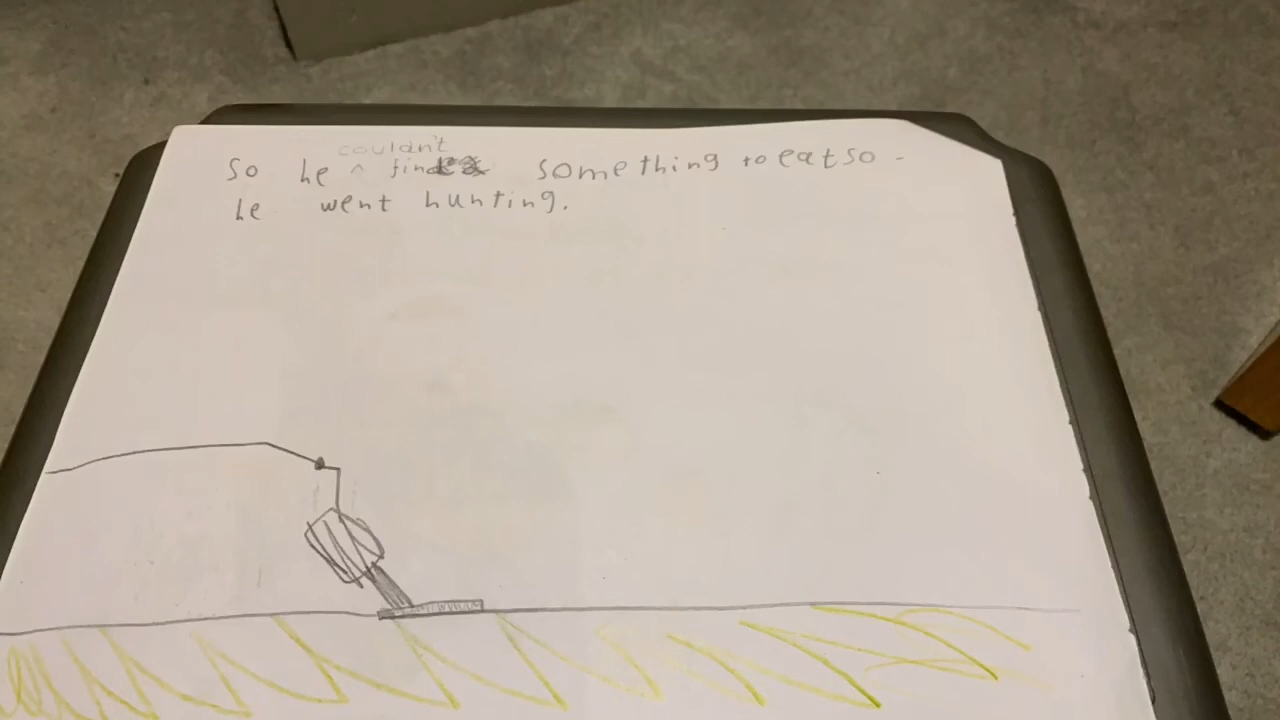 So he couldn't find something to eat so -
he went hunting.